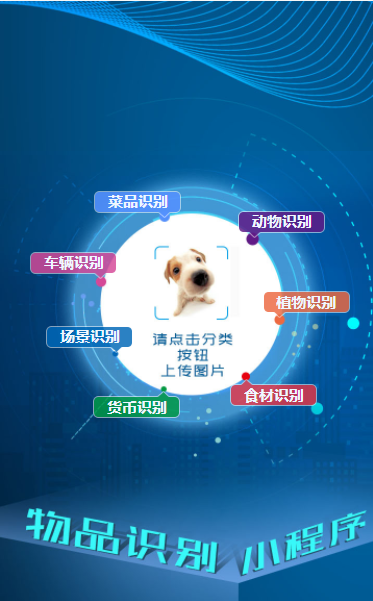 菜品识别
动物识别
车辆识别
植物识别
请点击分类
按钮
上传图片
场景识别
食材识别
货币识别
物品识别 小程序